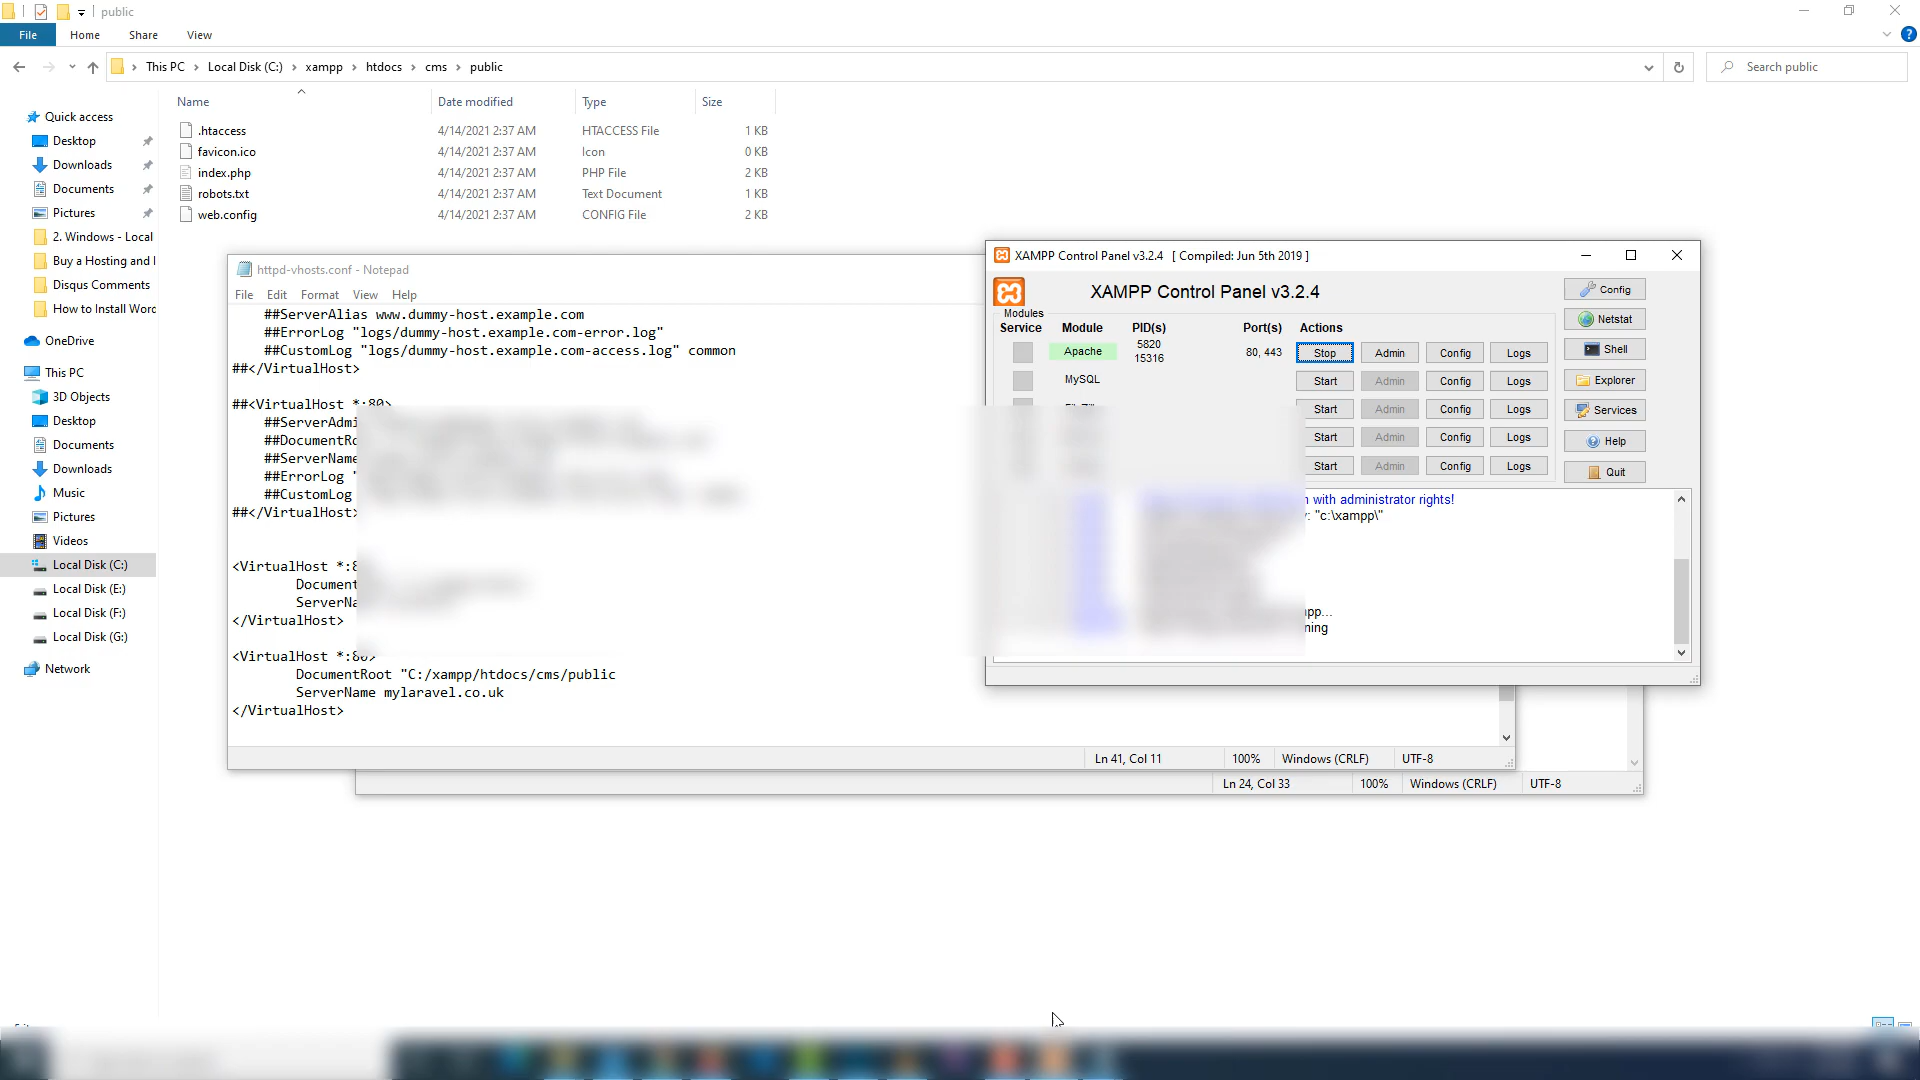 public
File Home Share View
This PC Local Disk (C:) xampp htdocs cms public
Search public
Name Date modified Type Size
.htaccess 4/14/2021 2:37 AM HTACCESS File 1 KB
favicon.ico 4/14/2021 2:37 AM Icon 0 KB
index.php 4/14/2021 2:37 AM PHP File 2 KB
robots.txt 4/14/2021 2:37 AM Text Document 1 KB
web.config 4/14/2021 2:37 AM CONFIG File 2 KB
Quick access
Desktop
Downloads
Documents
Pictures
2. Windows - Local
Buy a Hosting and
Disqus Comments
How to Install
OneDrive
This PC
3D Objects
Desktop
Documents
Downloads
Music
Pictures
Videos
Local Disk (C:)
Local Disk (E:)
Local Disk (F:)
Local Disk (G:)
Network
httpd-vhosts.conf - Notepad
File Edit Format View Help
##ServerAlias www.dummy-host.example.com
##ErrorLog "logs/dummy-host.example.com-error.log"
##CustomLog "logs/dummy-host.example.com-access.log" common
##</VirtualHost>
##<VirtualHost *:80>
##ServerAdmi
##DocumentRo
##ServerName
##ErrorLog
##CustomLog
##</VirtualHost>
<VirtualHost *:8
Document
ServerNa
</VirtualHost>
<VirtualHost *:80>
DocumentRoot "C:/xampp/htdocs/cms/public
ServerName mylaravel.co.uk
</VirtualHost>
Ln 41, Col 11 100% Windows (CRLF) UTF-8
Ln 24, Col 33 100% Windows (CRLF) UTF-8
XAMPP Control Panel v3.2.4 [ Compiled: Jun 5th 2019 ]
XAMPP Control Panel v3.2.4
Modules
Service Module PID(s) Port(s) Actions
Apache 5820 15316 80, 443 Stop Admin Config Logs
MySQL Start Admin Config Logs
Start Admin Config Logs
Start Admin Config Logs
Start Admin Config Logs
Config
Netstat
Shell
Explorer
Services
Help
Quit
with administrator rights!
"c:\xampp\"